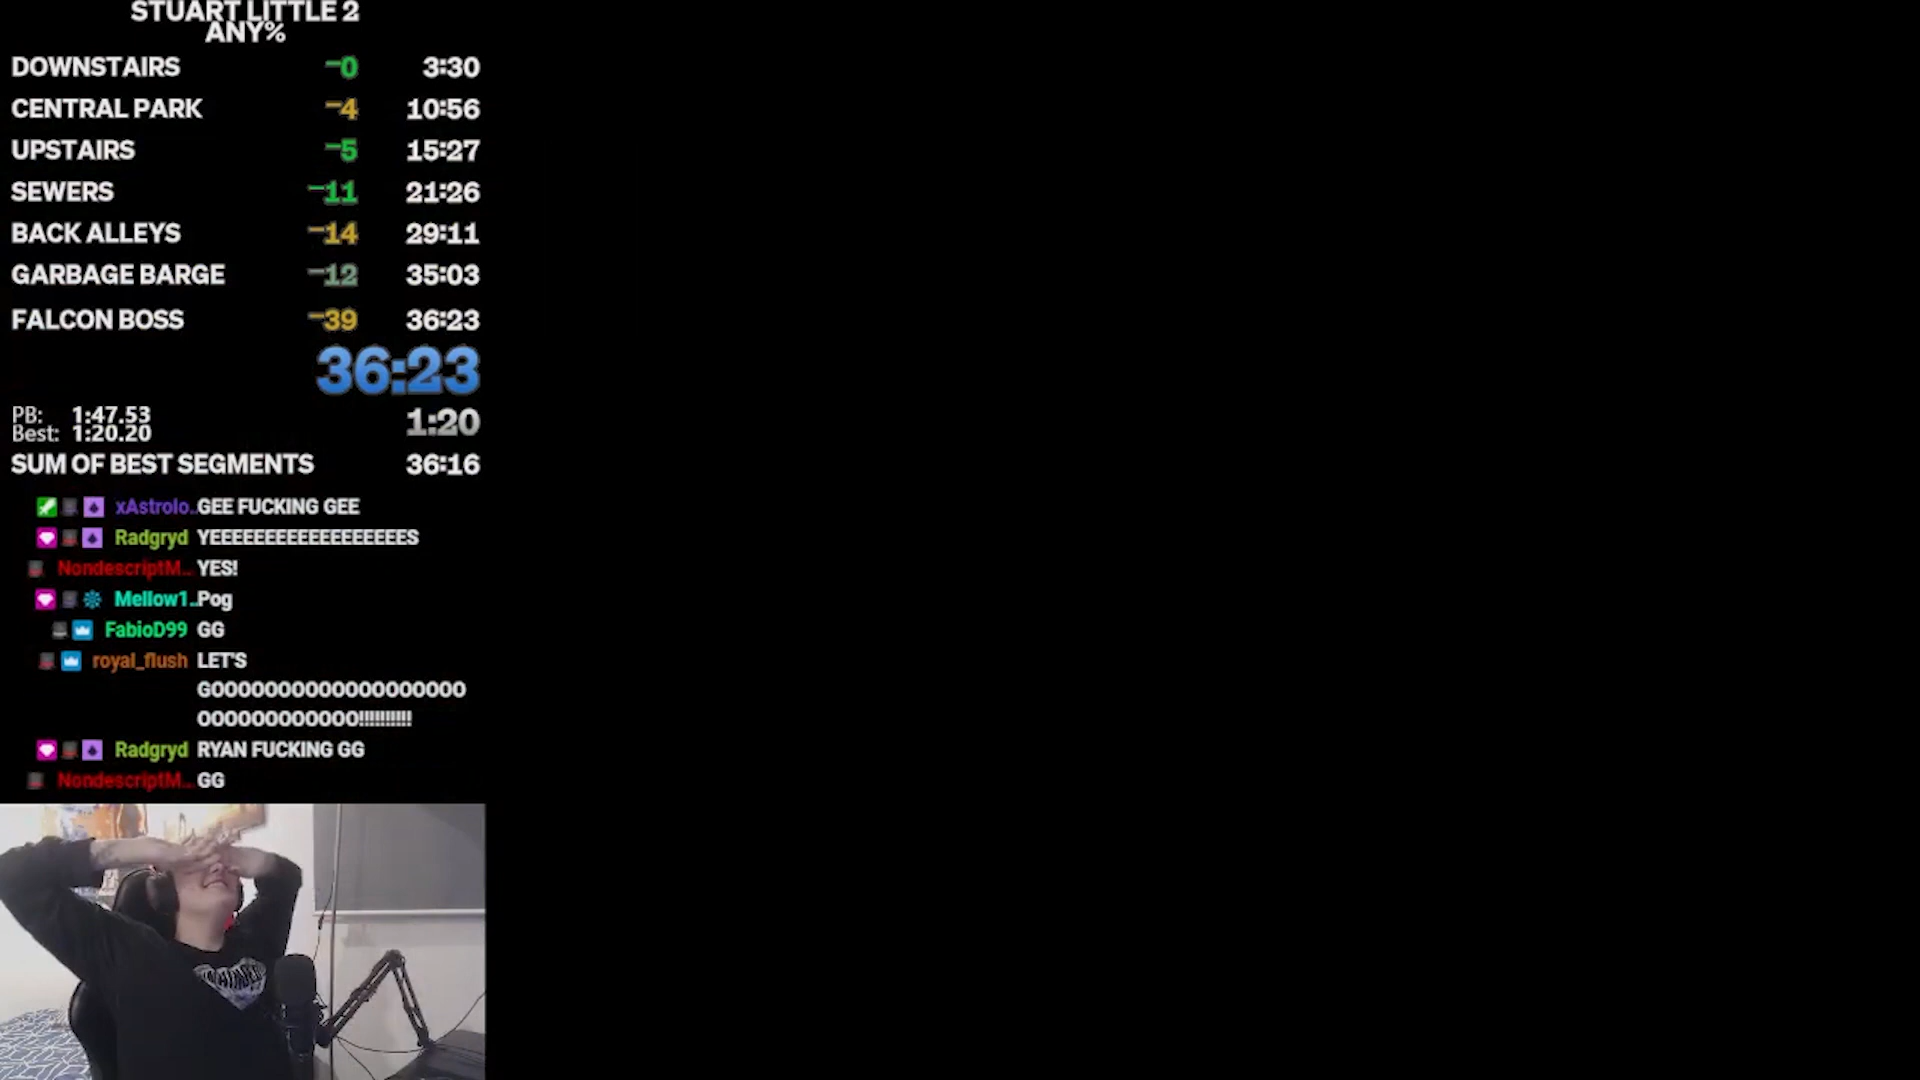 STUART LITTLE 2
ANY%
DOWNSTAIRS −0 3:30
CENTRAL PARK −4 10:56
UPSTAIRS −5 15:27
SEWERS −11 21:26
BACK ALLEYS −14 29:11
GARBAGE BARGE −12 35:03
FALCON BOSS −39 36:23
36:23
PB: 1:47.53 1:20
Best: 1:20.20
SUM OF BEST SEGMENTS 36:16
xAstrolo.. GEE FUCKING GEE
Radgryd YEEEEEEEEEEEEEEEEEEES
NondescriptM... YES!
Mellow1.. Pog
FabioD99 GG
royal_flush LET'S
GOOOOOOOOOOOOOOOOOOO
OOOOOOOOOOOO!!!!!!!!!!
Radgryd RYAN FUCKING GG
NondescriptM... GG